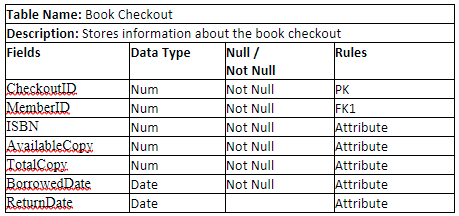 Table Name: Book Checkout
Description: Stores information about the book checkout
Fields Data Type Null / Not Null Rules
CheckoutID Num Not Null PK
MemberID Num Not Null FK1
ISBN Num Not Null Attribute
AvailableCopy Num Not Null Attribute
TotalCopy Num Not Null Attribute
BorrowedDate Date Not Null Attribute
ReturnDate Date Attribute